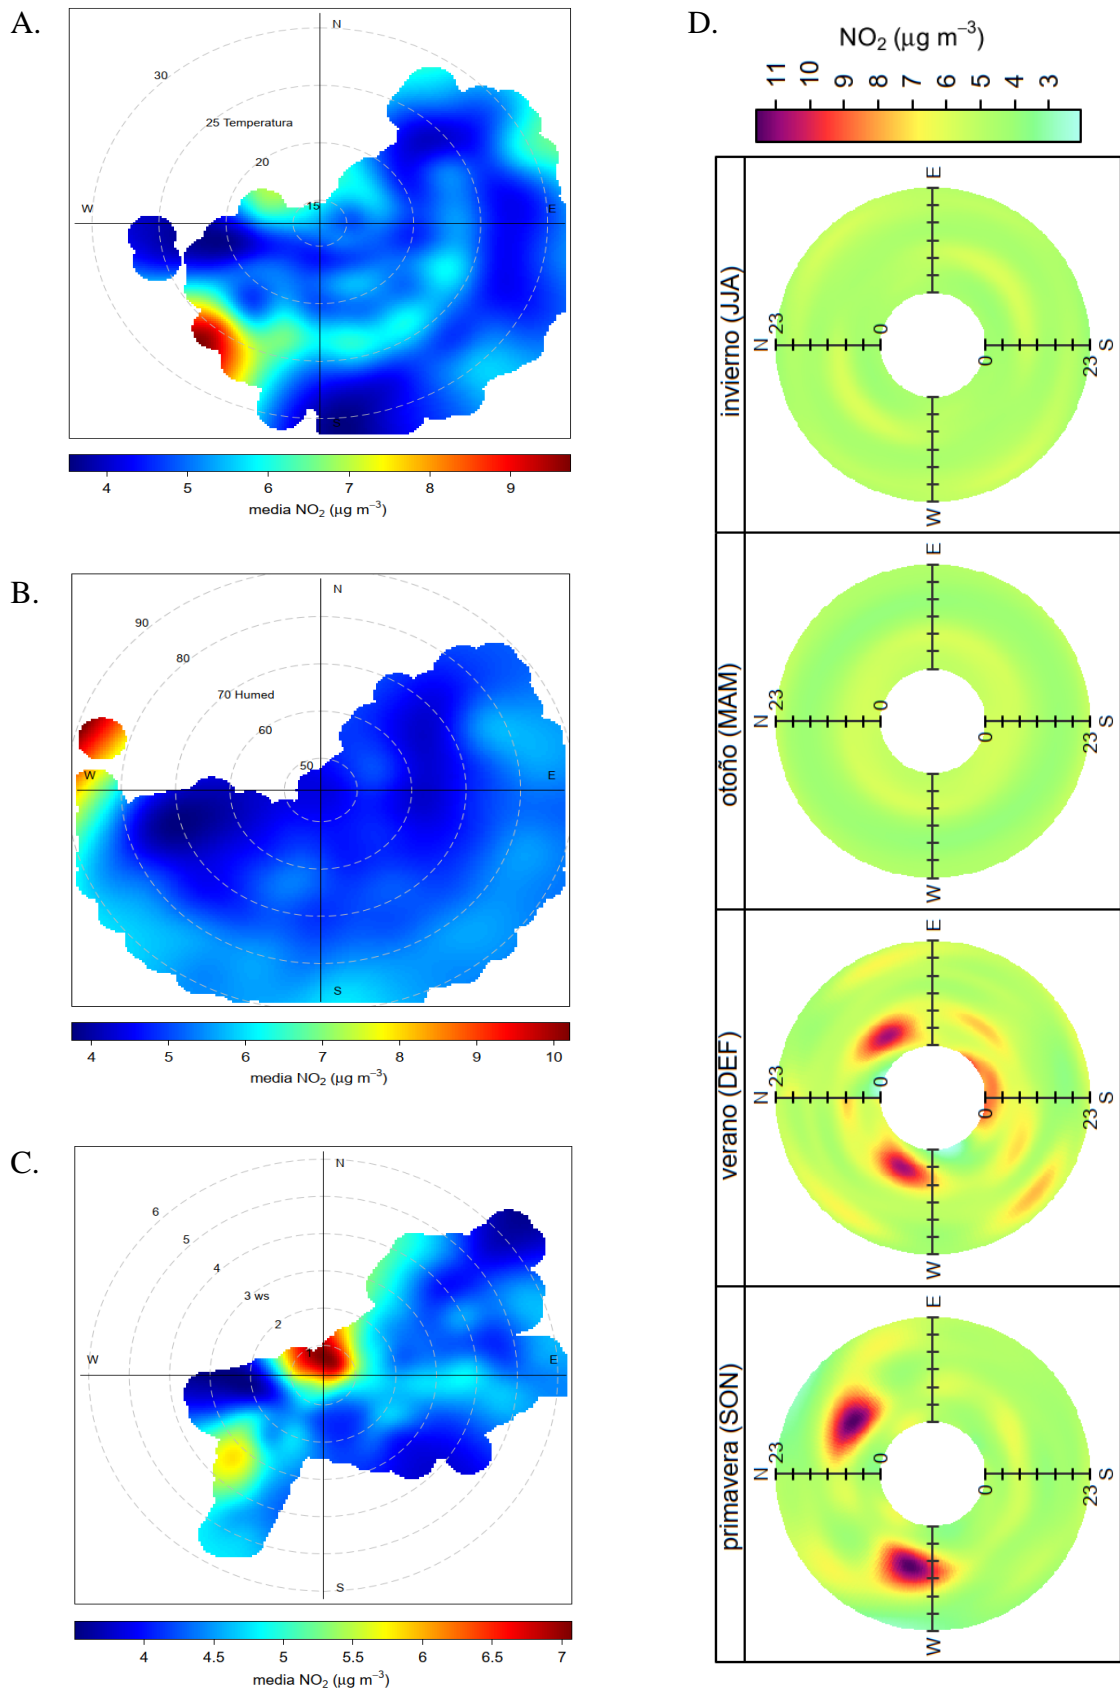 A.
N
30
25 Temperatura
20
15
W
E
S
4 5 6 7 8 9
media NO₂ (µg m⁻³)
B.
N
90
80
70 Humed
60
50
W
E
S
4 5 6 7 8 9 10
media NO₂ (µg m⁻³)
C.
N
6
5
4
3 ws
2
W
E
S
4 4.5 5 5.5 6 6.5 7
media NO₂ (µg m⁻³)
D.
NO₂ (µg m⁻³)
11 10 9 8 7 6 5 4 3
invierno (JJA)
E
N 23 0
0 23 S
W
otoño (MAM)
E
N 23 0
0 23 S
W
verano (DEF)
E
N 23 0
0 23 S
W
primavera (SON)
E
N 23 0
0 23 S
W